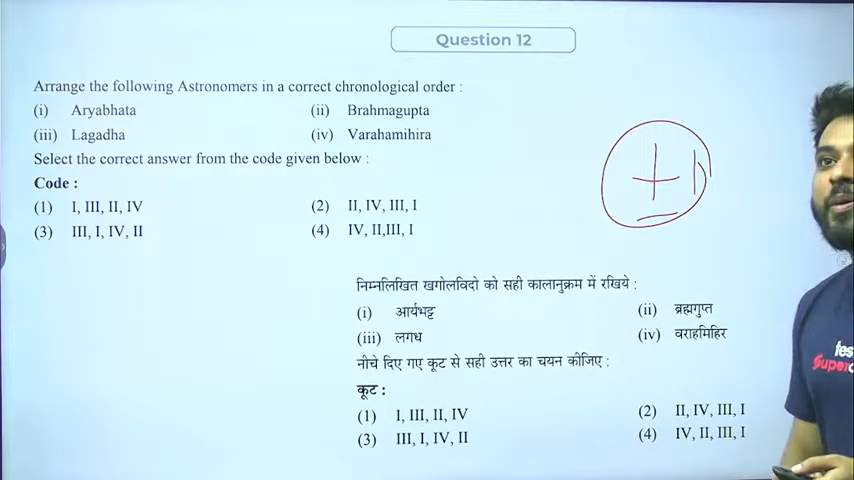 Question 12
Arrange the following Astronomers in a correct chronological order :
(i) Aryabhata (ii) Brahmagupta
(iii) Lagadha (iv) Varahamihira
Select the correct answer from the code given below :
Code :
(1) I, III, II, IV (2) II, IV, III, I
(3) III, I, IV, II (4) IV, II,III, I
निम्नलिखित खगोलविदो को सही कालानुक्रम में रखिये :
(i) आर्यभट्ट (ii) ब्रह्मगुप्त
(iii) लगध (iv) वराहमिहिर
नीचे दिए गए कूट से सही उत्तर का चयन कीजिए :
कूट :
(1) I, III, II, IV (2) II, IV, III, I
(3) III, I, IV, II (4) IV, II, III, I